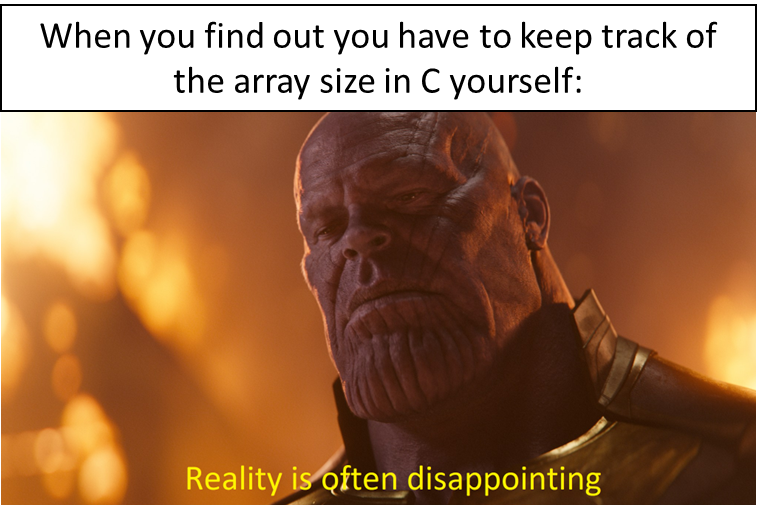 When you find out you have to keep track of
the array size in C yourself:
Reality is often disappointing